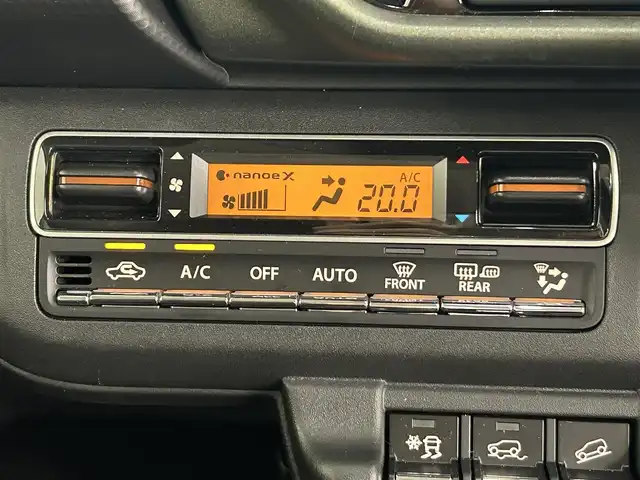 nanoeX
A/C
20.0
A/C
OFF
AUTO
FRONT
REAR